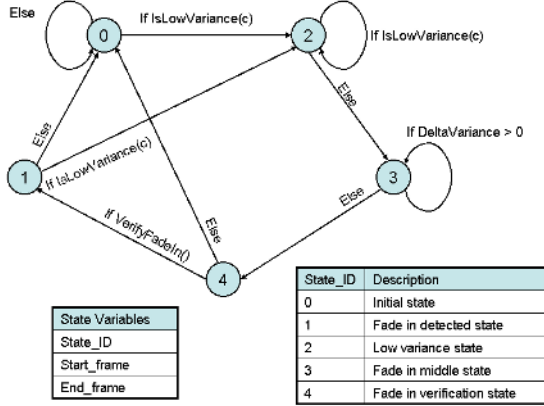 Else
If IsLowVariance(c)
0
2
If IsLowVariance(c)
Else
Else
If DeltaVariance > 0
1
If IsLowVariance(c)
3
Else
If VerifyFadeIn()
Else
4
State Variables
State_ID
Start_frame
End_frame
State_ID Description
0 Initial state
1 Fade in detected state
2 Low variance state
3 Fade in middle state
4 Fade in verification state